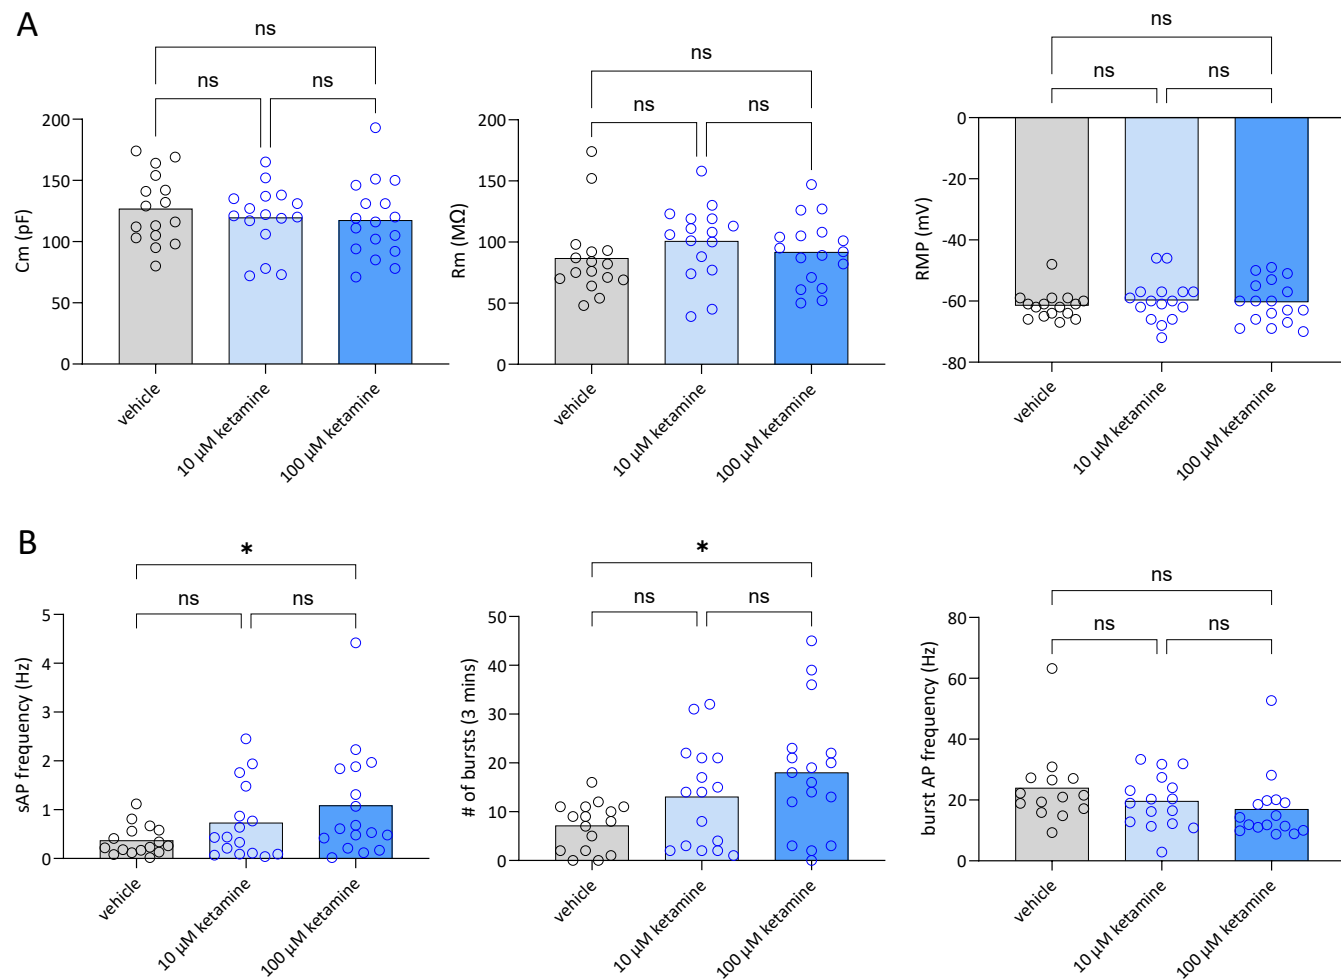 A
ns
ns
ns
Cm (pF)
200
150
100
50
0
vehicle
10 µM ketamine
100 µM ketamine
ns
ns
ns
Rm (MΩ)
200
150
100
50
0
vehicle
10 µM ketamine
100 µM ketamine
ns
ns
ns
RMP (mV)
0
-20
-40
-60
-80
vehicle
10 µM ketamine
100 µM ketamine
B
*
ns
ns
sAP frequency (Hz)
5
4
3
2
1
0
vehicle
10 µM ketamine
100 µM ketamine
*
ns
ns
# of bursts (3 mins)
50
40
30
20
10
0
vehicle
10 µM ketamine
100 µM ketamine
ns
ns
ns
burst AP frequency (Hz)
80
60
40
20
0
vehicle
10 µM ketamine
100 µM ketamine